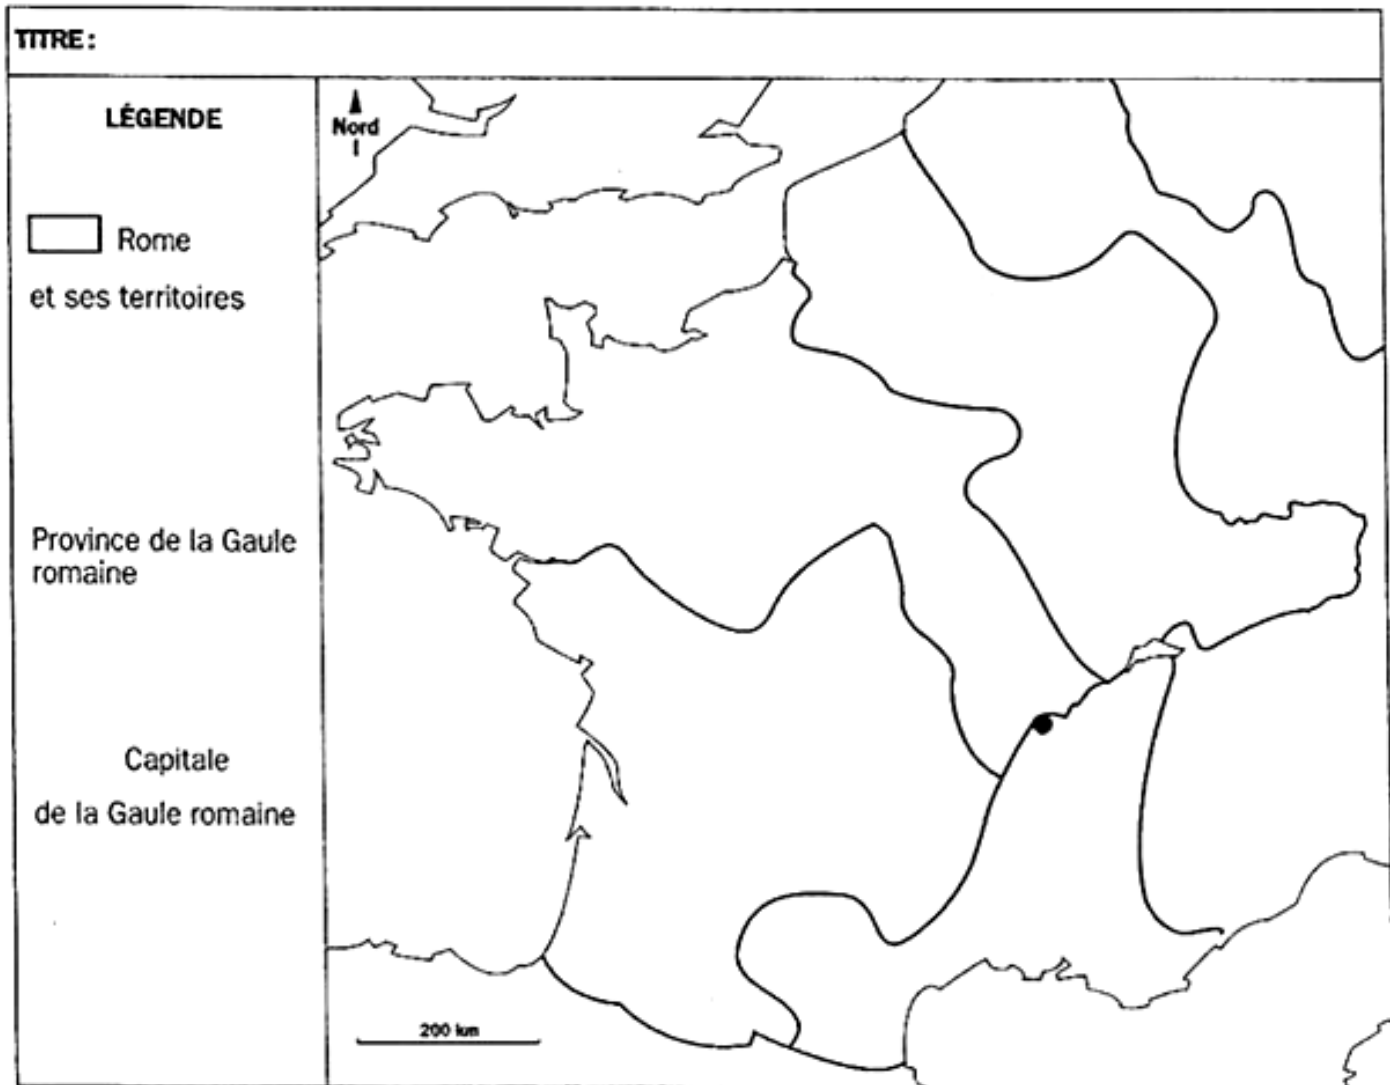 TITRE :
LÉGENDE
Rome
et ses territoires
Province de la Gaule
romaine
Capitale
de la Gaule romaine
Nord
200 km